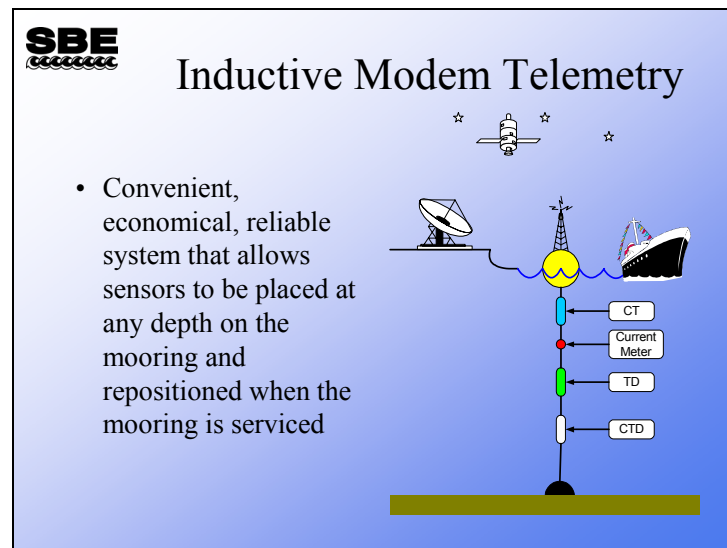 SBE
Inductive Modem Telemetry
• Convenient,
economical, reliable
system that allows
sensors to be placed at
any depth on the
mooring and
repositioned when the
mooring is serviced
CT
Current
Meter
TD
CTD